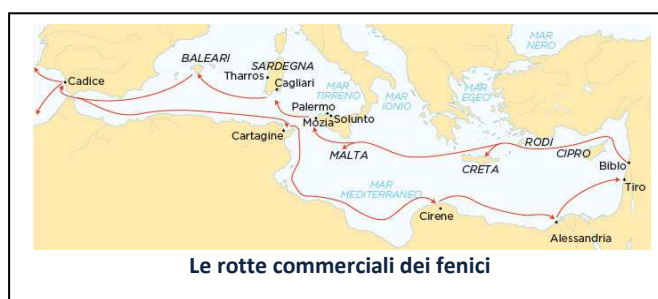 MAR
NERO
BALEARI
SARDEGNA
Tharros
Cagliari
Cadice
MAR
TIRRENO
MAR
IONIO
MAR
EGEO
Palermo
Solunto
Mozia
Cartagine
MALTA
RODI
CIPRO
CRETA
Biblo
Tiro
MAR
MEDITERRANEO
Cirene
Alessandria
Le rotte commerciali dei fenici